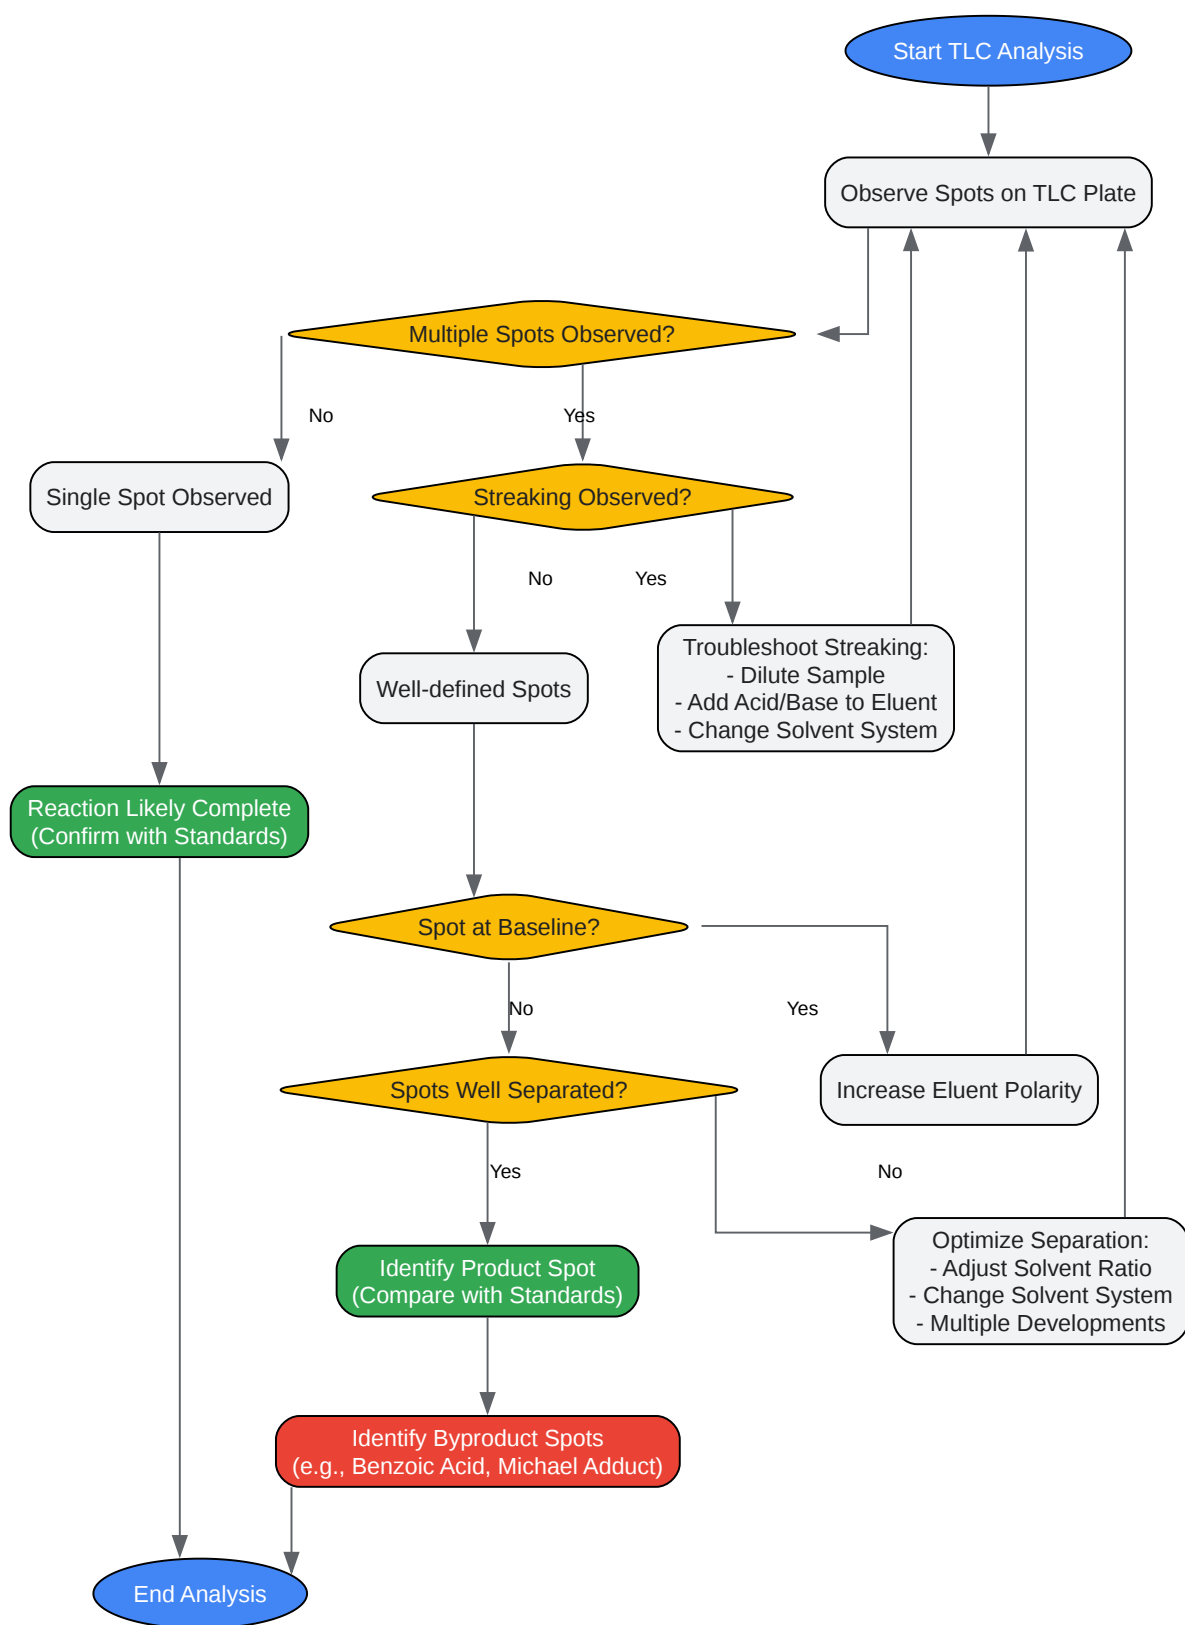 Start TLC Analysis
Observe Spots on TLC Plate
Multiple Spots Observed?
No
Yes
Single Spot Observed
Streaking Observed?
No
Yes
Well-defined Spots
Troubleshoot Streaking:
- Dilute Sample
- Add Acid/Base to Eluent
- Change Solvent System
Reaction Likely Complete
(Confirm with Standards)
Spot at Baseline?
No
Yes
Spots Well Separated?
Increase Eluent Polarity
Yes
No
Identify Product Spot
(Compare with Standards)
Optimize Separation:
- Adjust Solvent Ratio
- Change Solvent System
- Multiple Developments
Identify Byproduct Spots
(e.g., Benzoic Acid, Michael Adduct)
End Analysis